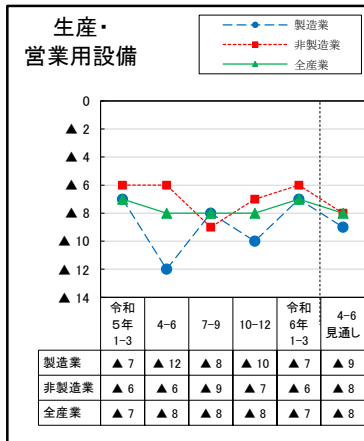 生産・
営業用設備
製造業
非製造業
全産業
0
▲ 2
▲ 4
▲ 6
▲ 8
▲ 10
▲ 12
▲ 14
令和
5年
1-3
4-6
7-9
10-12
令和
6年
1-3
4-6
見通し
製造業 ▲ 7 ▲ 12 ▲ 8 ▲ 10 ▲ 7 ▲ 9
非製造業 ▲ 6 ▲ 6 ▲ 9 ▲ 7 ▲ 6 ▲ 8
全産業 ▲ 7 ▲ 8 ▲ 8 ▲ 8 ▲ 7 ▲ 8